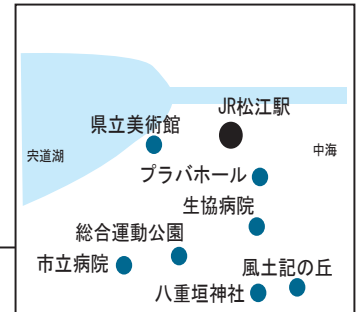 JR松江駅
県立美術館
宍道湖
中海
プラバホール
生協病院
総合運動公園
市立病院
風土記の丘
八重垣神社